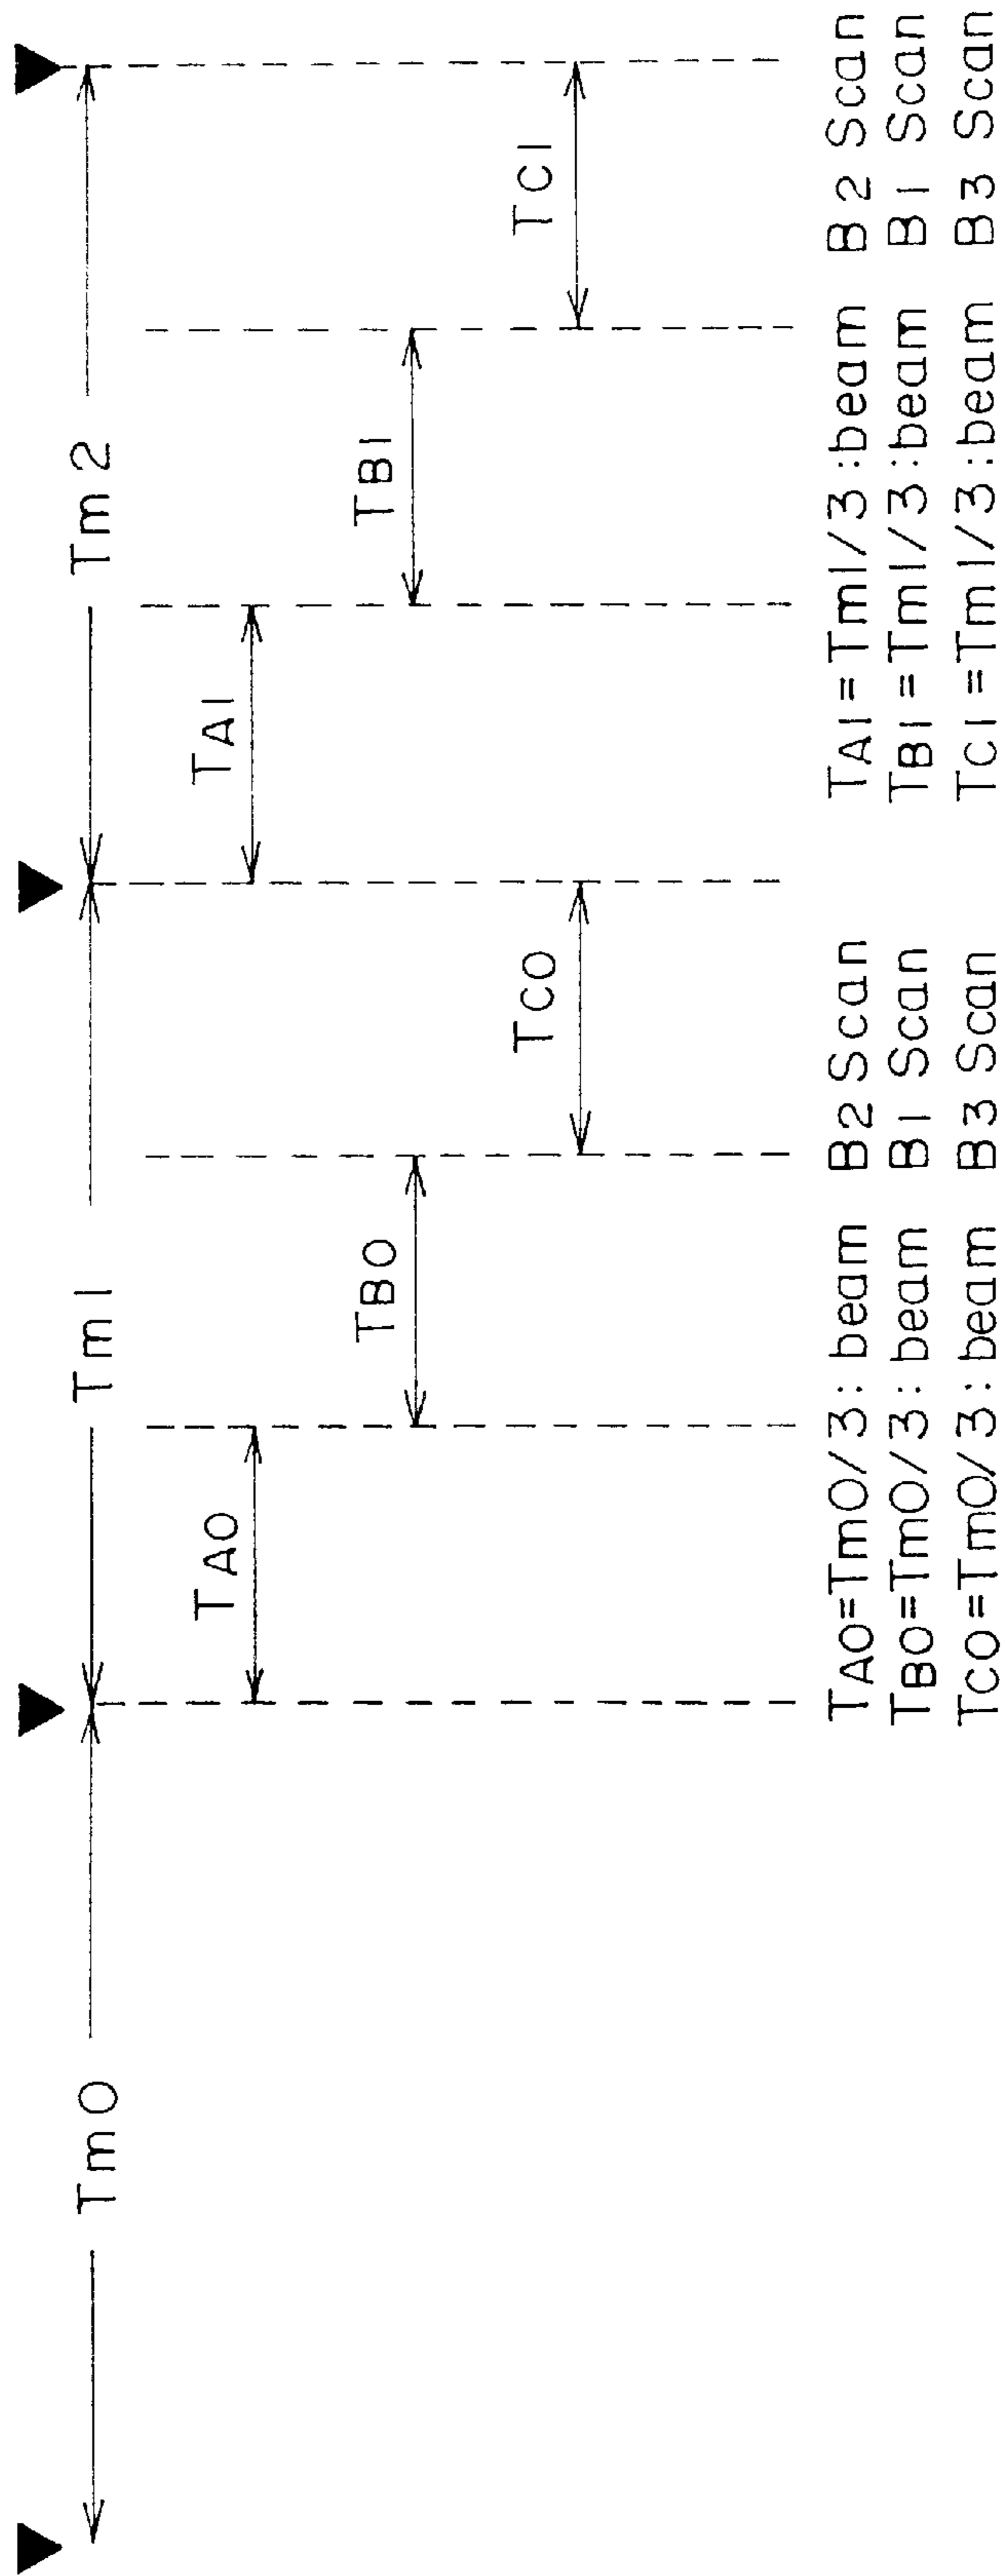 Tm0 Tm1 Tm2
TA0 TA1
TB0 TB1
TC0 TC1
TA0=Tm0/3: beam B2 Scan
TB0=Tm0/3: beam B1 Scan
TC0=Tm0/3: beam B3 Scan
TA1=Tm1/3:beam B2 Scan
TB1=Tm1/3:beam B1 Scan
TC1=Tm1/3:beam B3 Scan